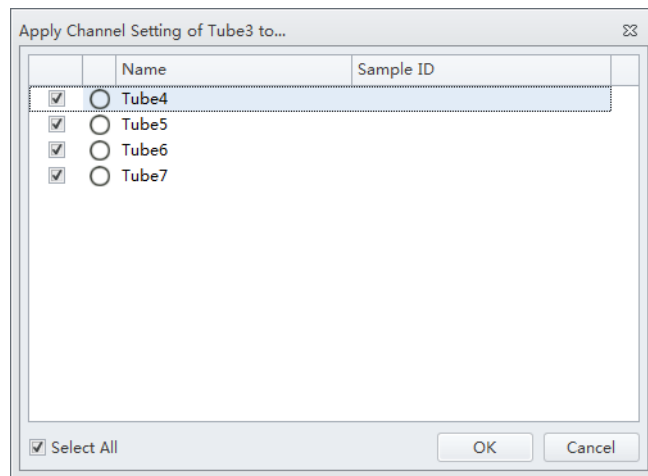 Apply Channel Setting of Tube3 to...
Name Sample ID
Tube4
Tube5
Tube6
Tube7
Select All OK Cancel